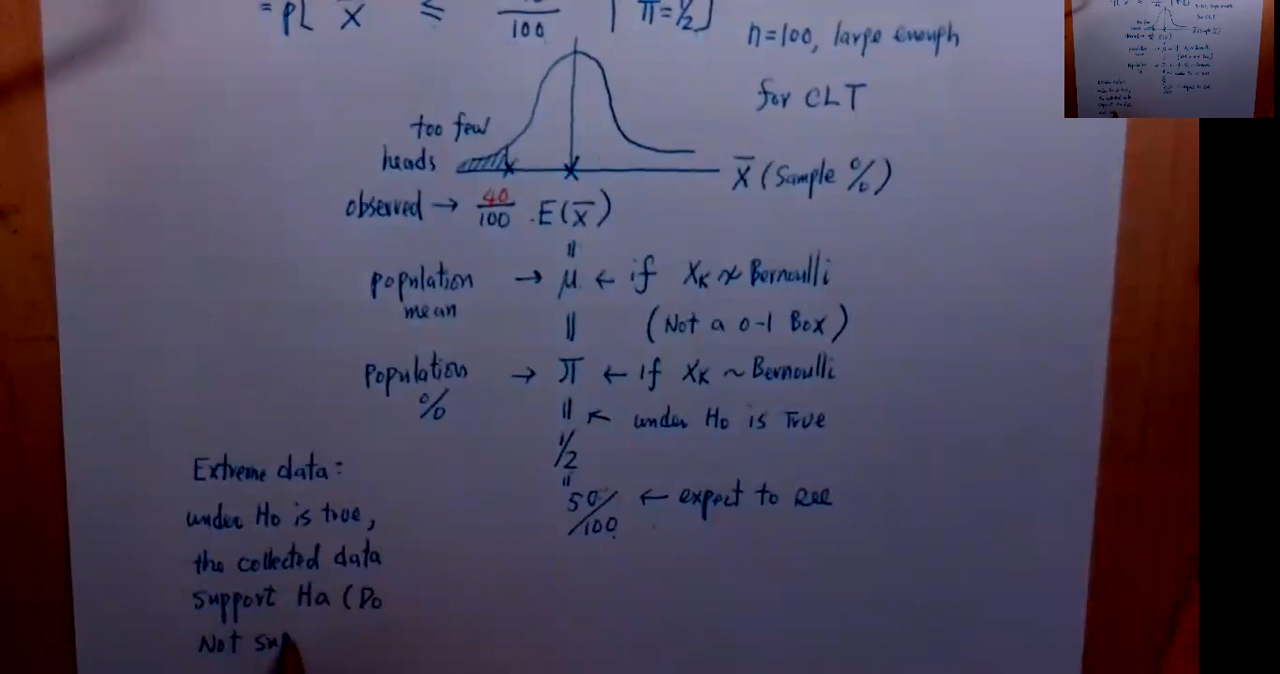 = P[ X̄ ≤ /100 | π=1/2]
n=100, large enough
for CLT
too few
heads
X̄ (Sample %)
observed → 40/100 . E(X̄)
=
population mean → μ ← if Xk ≁ Bernoulli
= (Not a 0-1 Box)
Population % → π ← if Xk ~ Bernoulli
= ← under Ho is True
1/2
=
50/100 ← expect to see
Extreme data:
under Ho is true,
the collected data
support Ha (Do
Not su